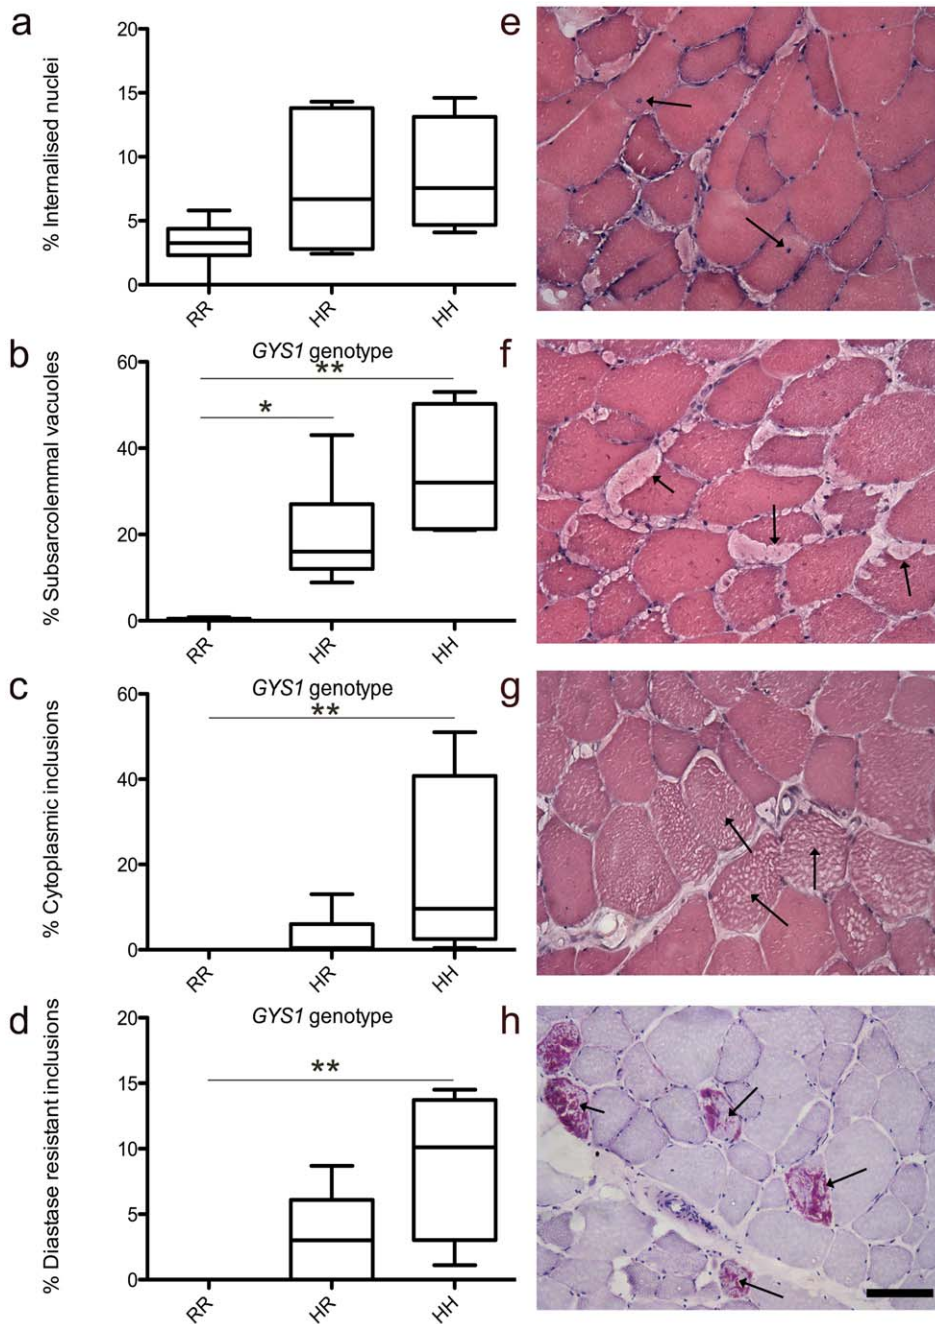 a
% Internalised nuclei
20
15
10
5
0
RR
HR
HH
GYS1 genotype
b
% Subsarcolemmal vacuoles
60
40
20
0
**
*
RR
HR
HH
GYS1 genotype
c
% Cytoplasmic inclusions
60
40
20
0
**
RR
HR
HH
GYS1 genotype
d
% Diastase resistant inclusions
20
15
10
5
0
**
RR
HR
HH
e
f
g
h